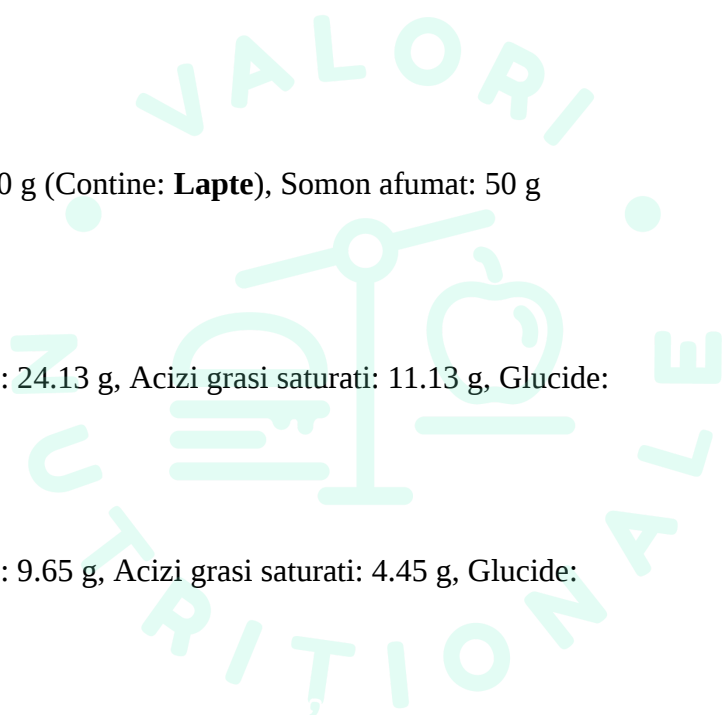 VALORI
0 g (Contine: Lapte), Somon afumat: 50 g
: 24.13 g, Acizi grasi saturati: 11.13 g, Glucide:
: 9.65 g, Acizi grasi saturati: 4.45 g, Glucide:
NUTRIȚIONALE